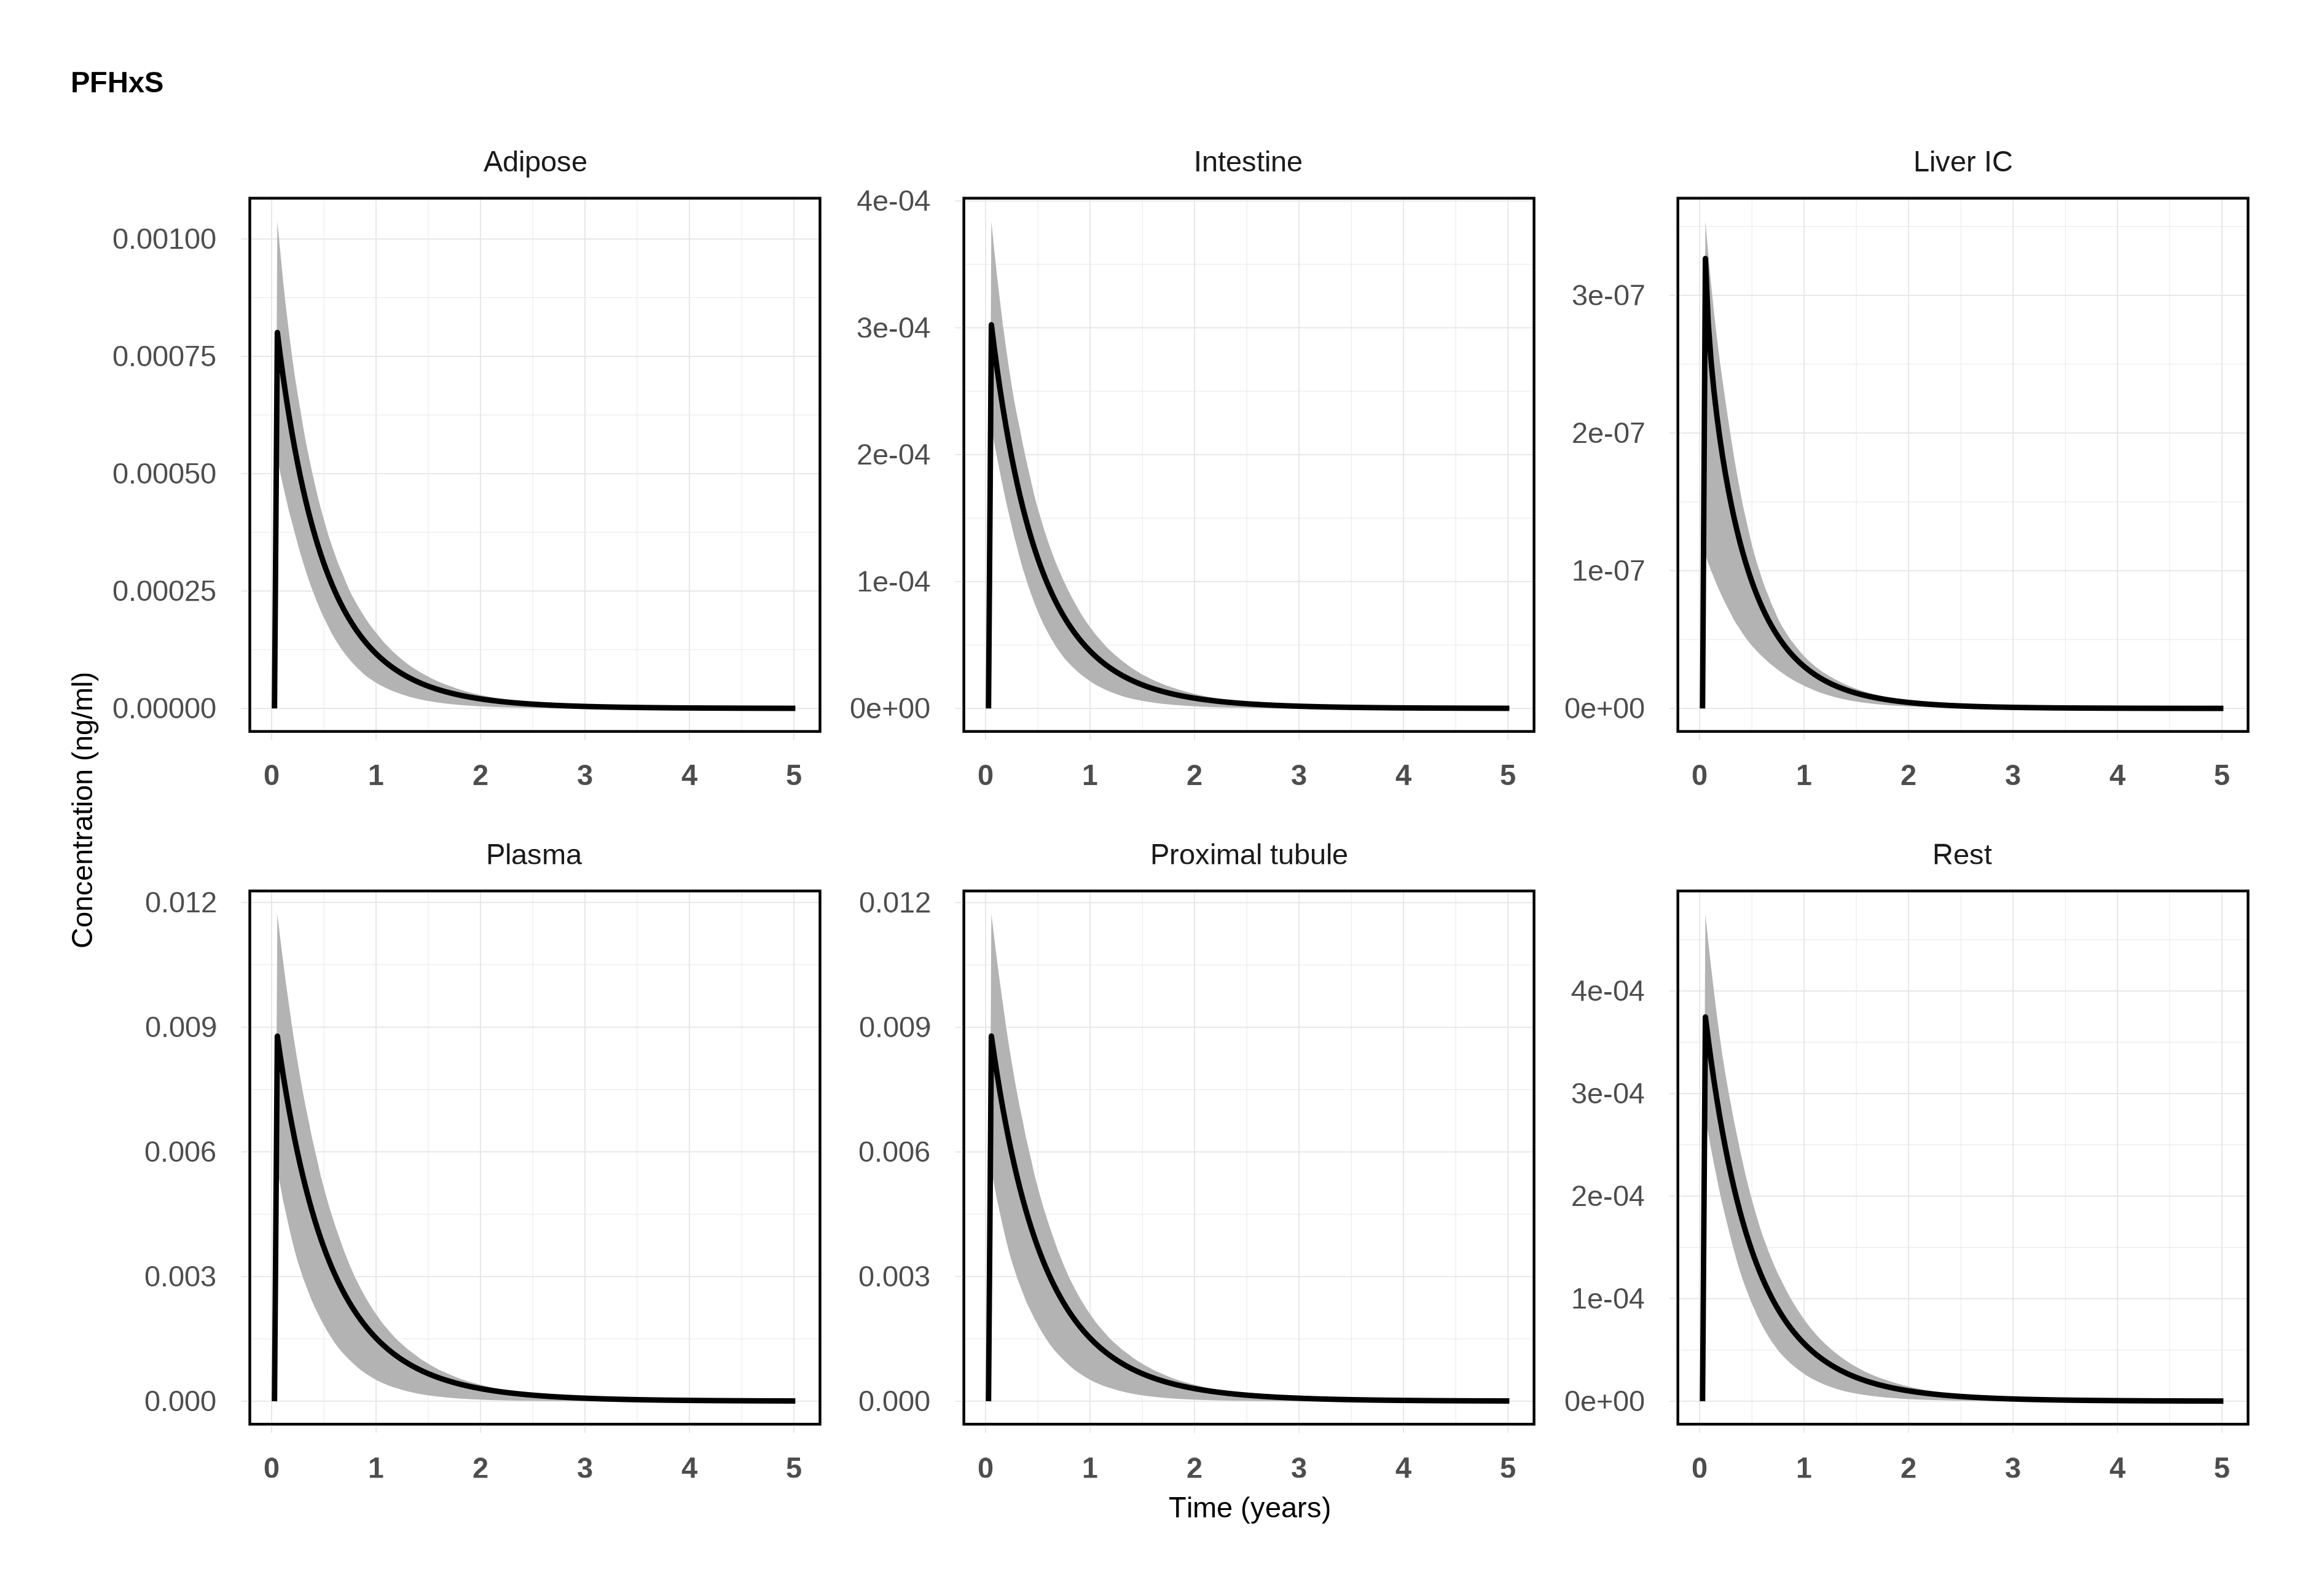 PFHxS
Adipose
Intestine
Liver IC
0.00100
0.00075
0.00050
0.00025
0.00000
4e-04
3e-04
2e-04
1e-04
0e+00
3e-07
2e-07
1e-07
0e+00
0 1 2 3 4 5
0 1 2 3 4 5
0 1 2 3 4 5
Concentration (ng/ml)
Plasma
Proximal tubule
Rest
0.012
0.009
0.006
0.003
0.000
0.012
0.009
0.006
0.003
0.000
4e-04
3e-04
2e-04
1e-04
0e+00
0 1 2 3 4 5
0 1 2 3 4 5
0 1 2 3 4 5
Time (years)